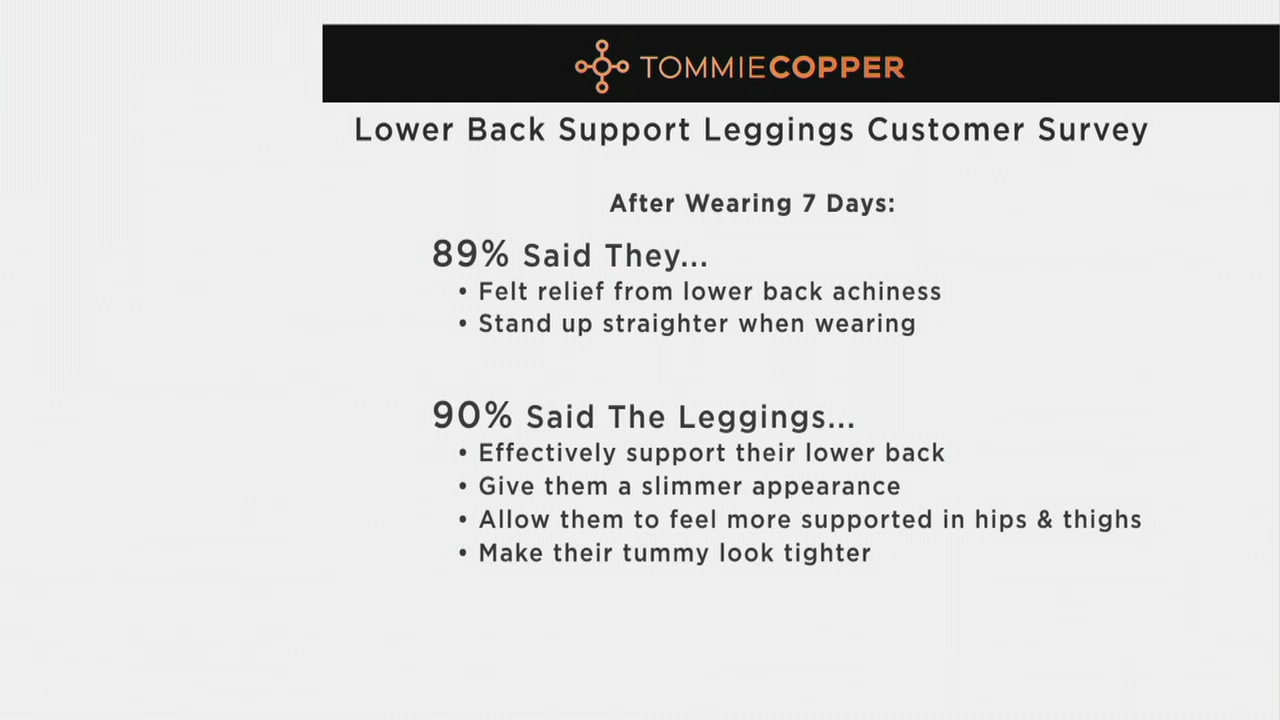 TOMMIECOPPER
Lower Back Support Leggings Customer Survey
After Wearing 7 Days:
89% Said They...
• Felt relief from lower back achiness
• Stand up straighter when wearing
90% Said The Leggings...
• Effectively support their lower back
• Give them a slimmer appearance
• Allow them to feel more supported in hips & thighs
• Make their tummy look tighter